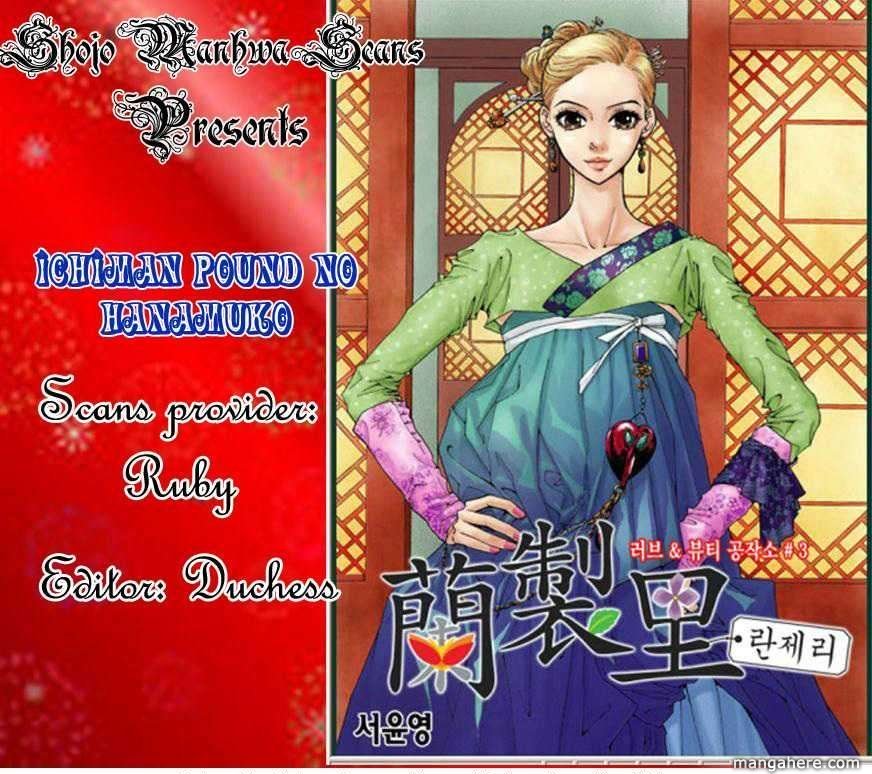 Shojo Manhwa Scans
Presents
ICHIMAN POUND NO
HANAMUKO
Scans provider:
Ruby
Editor: Duchess
러브 & 뷰티 공작소 #3
蘭製里
란제리
서윤영
mangahere.com